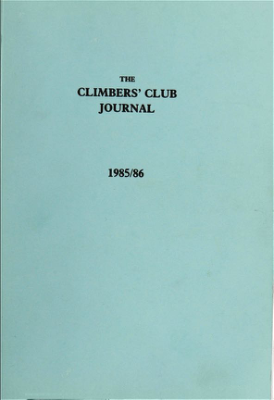 THE
CLIMBERS' CLUB
JOURNAL
1985/86